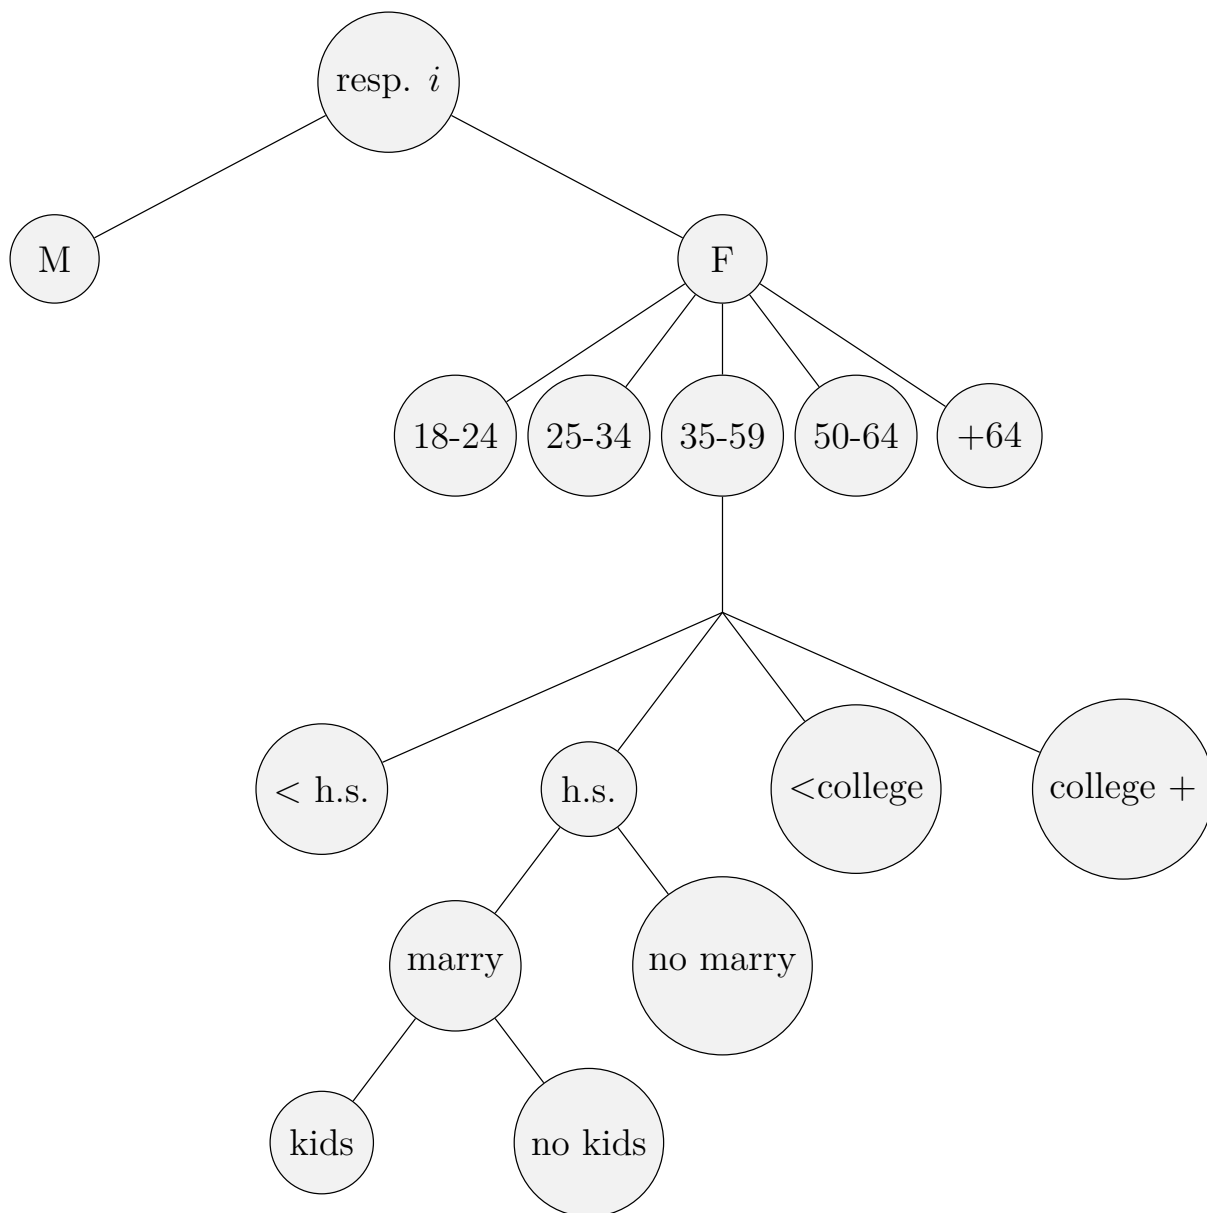 resp. i
M
F
18-24
25-34
35-59
50-64
+64
< h.s.
h.s.
<college
college +
marry
no marry
kids
no kids